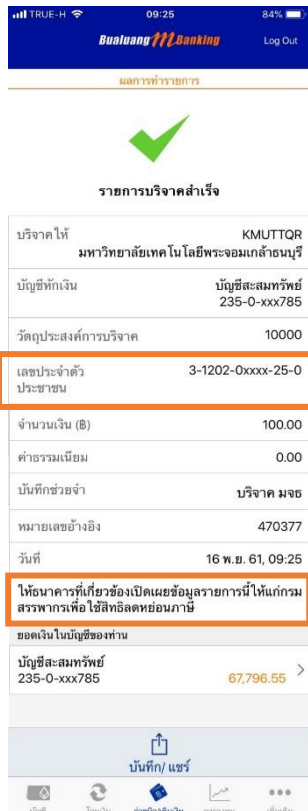 TRUE-H 09:25 84%
Bualuang mBanking Log Out
ผลการทำรายการ
รายการบริจาคสำเร็จ
บริจาคให้ KMUTTQR
มหาวิทยาลัยเทคโนโลยีพระจอมเกล้าธนบุรี
บัญชีหักเงิน บัญชีสะสมทรัพย์
235-0-xxx785
วัตถุประสงค์การบริจาค 10000
เลขประจำตัว 3-1202-0xxxx-25-0
ประชาชน
จำนวนเงิน (฿) 100.00
ค่าธรรมเนียม 0.00
บันทึกช่วยจำ บริจาค มจธ
หมายเลขอ้างอิง 470377
วันที่ 16 พ.ย. 61, 09:25
ให้ธนาคารที่เกี่ยวข้องเปิดเผยข้อมูลรายการนี้ให้แก่กรม
สรรพากรเพื่อใช้สิทธิลดหย่อนภาษี
ยอดเงินในบัญชีของท่าน
บัญชีสะสมทรัพย์
235-0-xxx785 67,796.55
บันทึก/ แชร์